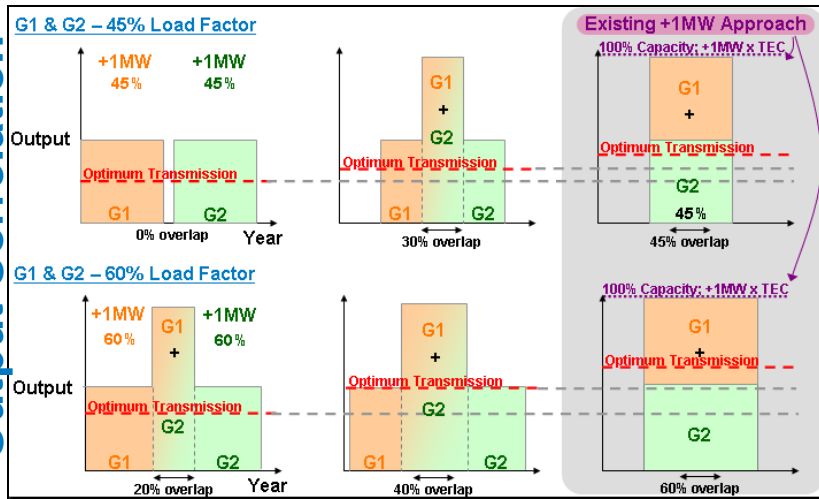 G1 & G2 – 45% Load Factor
Existing +1MW Approach
+1MW
45%
+1MW
45%
100% Capacity; +1MW x TEC
G1
+
G2
G1
+
Output
Optimum Transmission
Optimum Transmission
Optimum Transmission
G2
45%
G1
G2
G1
G2
0% overlap
Year
30% overlap
45% overlap
G1 & G2 – 60% Load Factor
100% Capacity; +1MW x TEC
+1MW
60%
+1MW
60%
G1
+
G1
+
G1
+
Optimum Transmission
Output
Optimum Transmission
Optimum Transmission
G2
G2
G1
G2
G1
G2
G2
20% overlap
Year
40% overlap
60% overlap